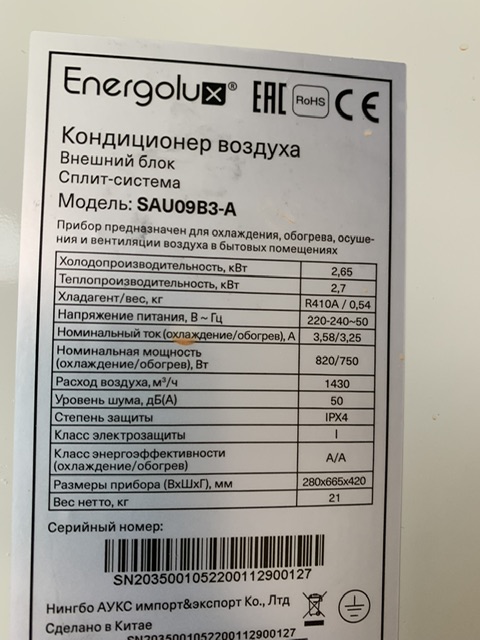 Energolux® EAC RoHS CE
Кондиционер воздуха
Внешний блок
Сплит-система
Модель: SAU09B3-A
Прибор предназначен для охлаждения, обогрева, осуше-
ния и вентиляции воздуха в бытовых помещениях
Холодопроизводительность, кВт 2,65
Теплопроизводительность, кВт 2,7
Хладагент/вес, кг R410A / 0,54
Напряжение питания, В ~ Гц 220-240~50
Номинальный ток (охлаждение/обогрев), А 3,58/3,25
Номинальная мощность
(охлаждение/обогрев), Вт 820/750
Расход воздуха, м³/ч 1430
Уровень шума, дБ(А) 50
Степень защиты IPX4
Класс электрозащиты I
Класс энергоэффективности
(охлаждение/обогрев) A/A
Размеры прибора (ВхШхГ), мм 280x665x420
Вес нетто, кг 21
Серийный номер:
SN2035001052200112900127
Нингбо АУКС импорт&экспорт Ко., Лтд
Сделано в Китае
SN2035001052200112900127